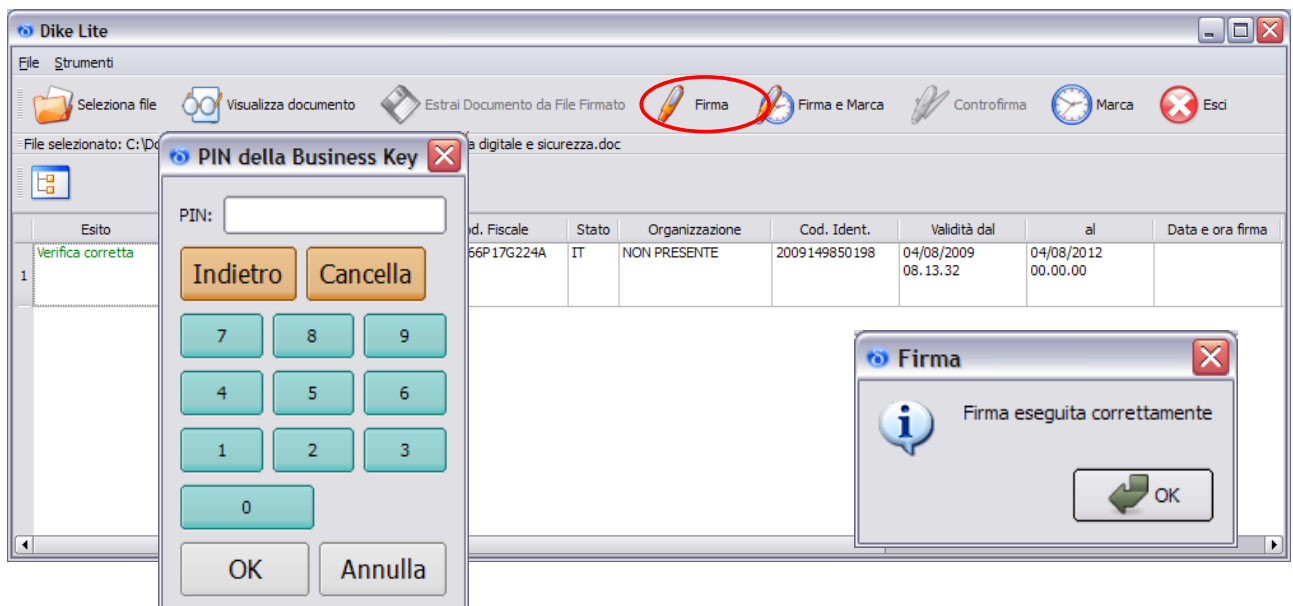 Dike Lite
File Strumenti
Seleziona file Visualizza documento Estrai Documento da File Firmato Firma Firma e Marca Controfirma Marca Esci
File selezionato: C:\Do a digitale e sicurezza.doc
PIN della Business Key
PIN:
Esito d. Fiscale Stato Organizzazione Cod. Ident. Validità dal al Data e ora firma
1 Verifica corretta 66P17G224A IT NON PRESENTE 2009149850198 04/08/2009 04/08/2012
08.13.32 00.00.00
Indietro Cancella
7 8 9
4 5 6
1 2 3
0
OK Annulla
Firma
Firma eseguita correttamente
OK